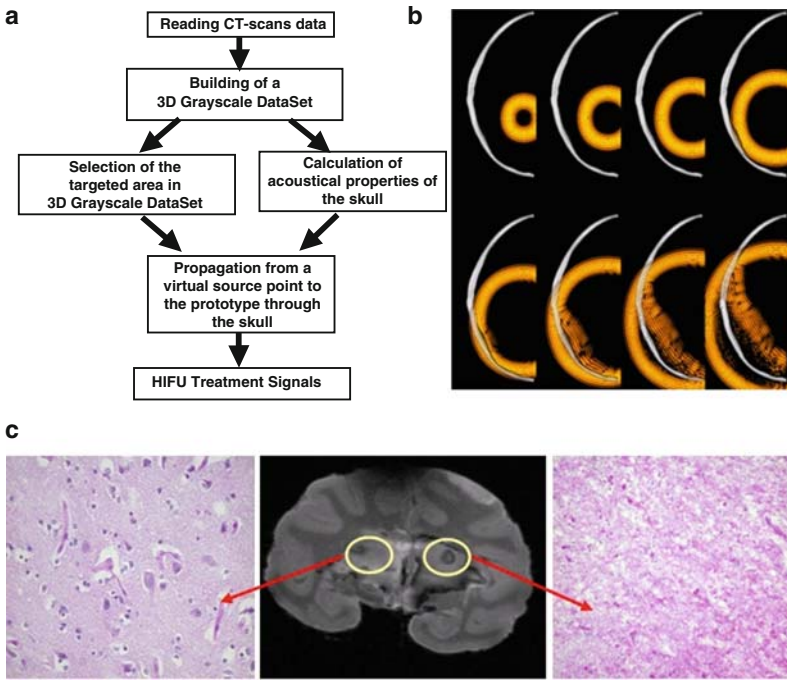 a
Reading CT-scans data
Building of a
3D Grayscale DataSet
Selection of the
targeted area in
3D Grayscale DataSet
Calculation of
acoustical properties of
the skull
Propagation from a
virtual source point to
the prototype through
the skull
HIFU Treatment Signals
b
c